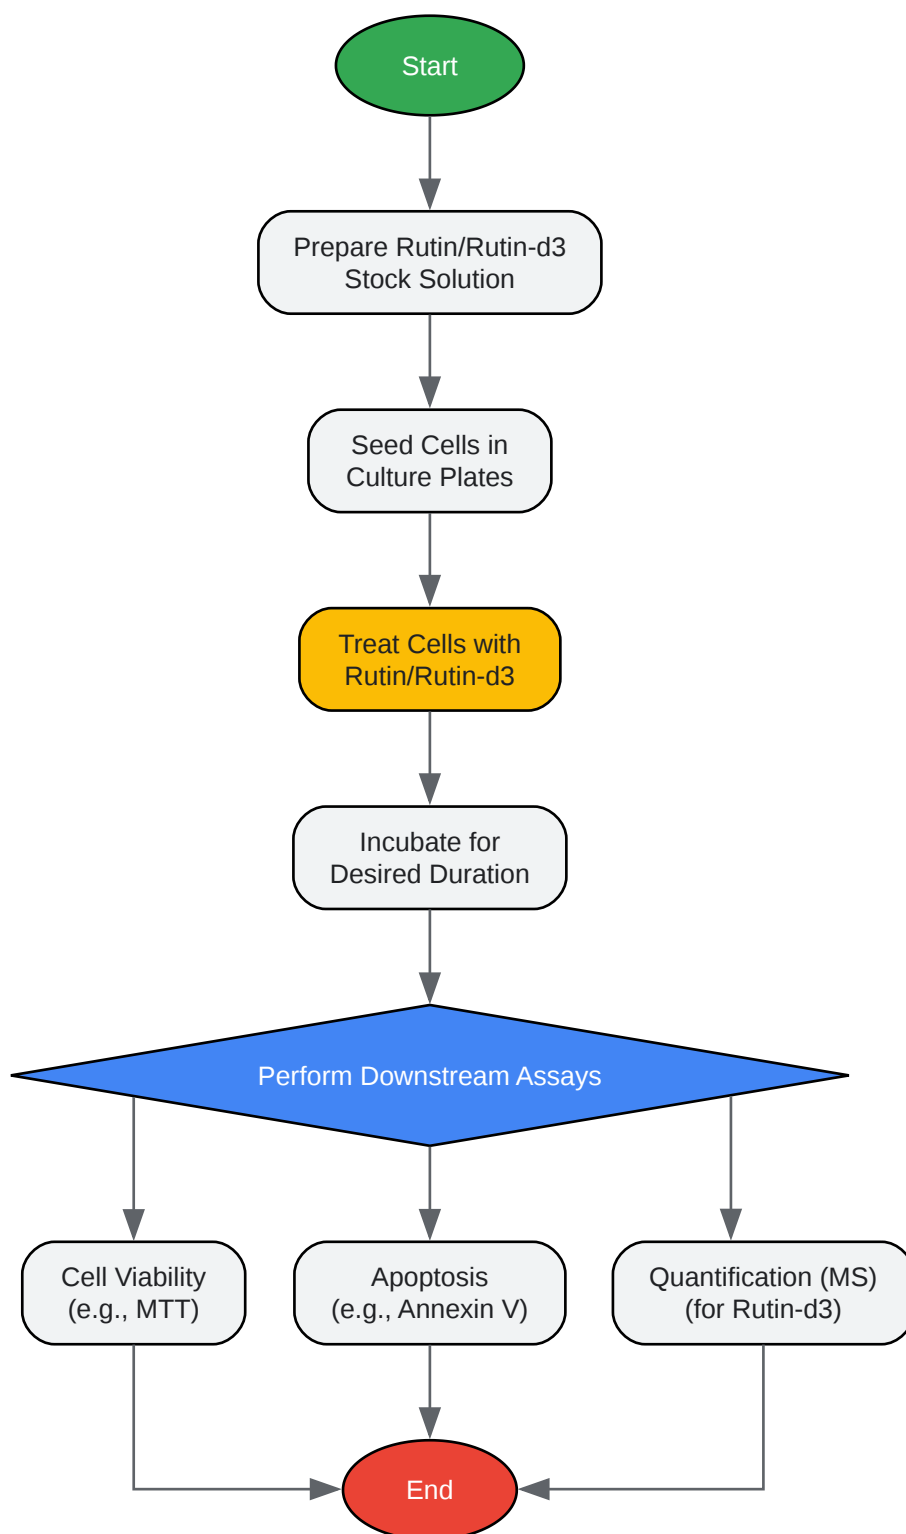 Start
Prepare Rutin/Rutin-d3
Stock Solution
Seed Cells in
Culture Plates
Treat Cells with
Rutin/Rutin-d3
Incubate for
Desired Duration
Perform Downstream Assays
Cell Viability
(e.g., MTT)
Apoptosis
(e.g., Annexin V)
Quantification (MS)
(for Rutin-d3)
End